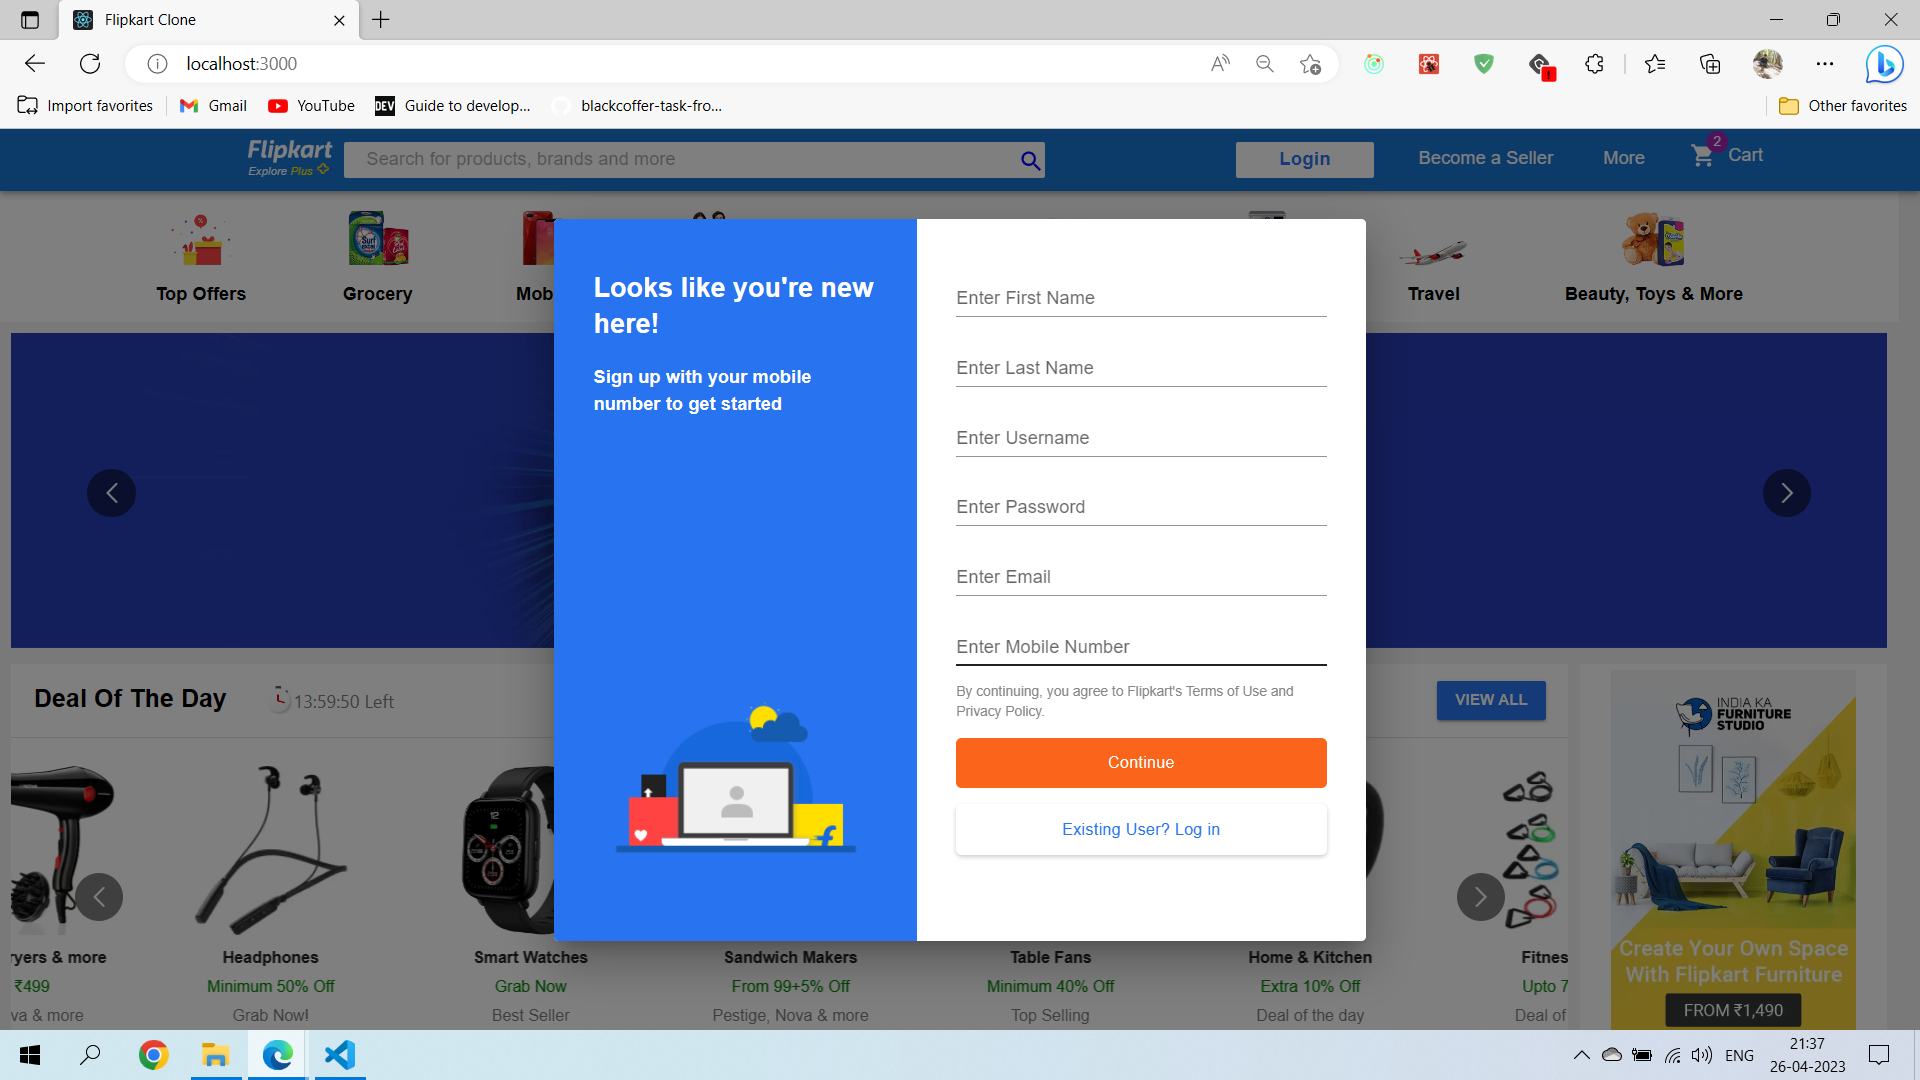 Flipkart Clone
localhost:3000
Import favorites
Gmail
YouTube
DEV
Guide to develop...
blackcoffer-task-fro...
Other favorites
Flipkart
Explore Plus
Search for products, brands and more
Login
Become a Seller
More
2
Cart
Top Offers
Grocery
Mob
Travel
Beauty, Toys & More
Looks like you're new
here!
Sign up with your mobile
number to get started
Enter First Name
Enter Last Name
Enter Username
Enter Password
Enter Email
Enter Mobile Number
By continuing, you agree to Flipkart's Terms of Use and
Privacy Policy.
Continue
Existing User? Log in
Deal Of The Day
13:59:50 Left
VIEW ALL
INDIA KA
FURNITURE
STUDIO
ryers & more
₹499
va & more
Headphones
Minimum 50% Off
Grab Now!
Smart Watches
Grab Now
Best Seller
Sandwich Makers
From 99+5% Off
Pestige, Nova & more
Table Fans
Minimum 40% Off
Top Selling
Home & Kitchen
Extra 10% Off
Deal of the day
Fitnes
Upto 7
Deal of
Create Your Own Space
With Flipkart Furniture
FROM ₹1,490
ENG
21:37
26-04-2023